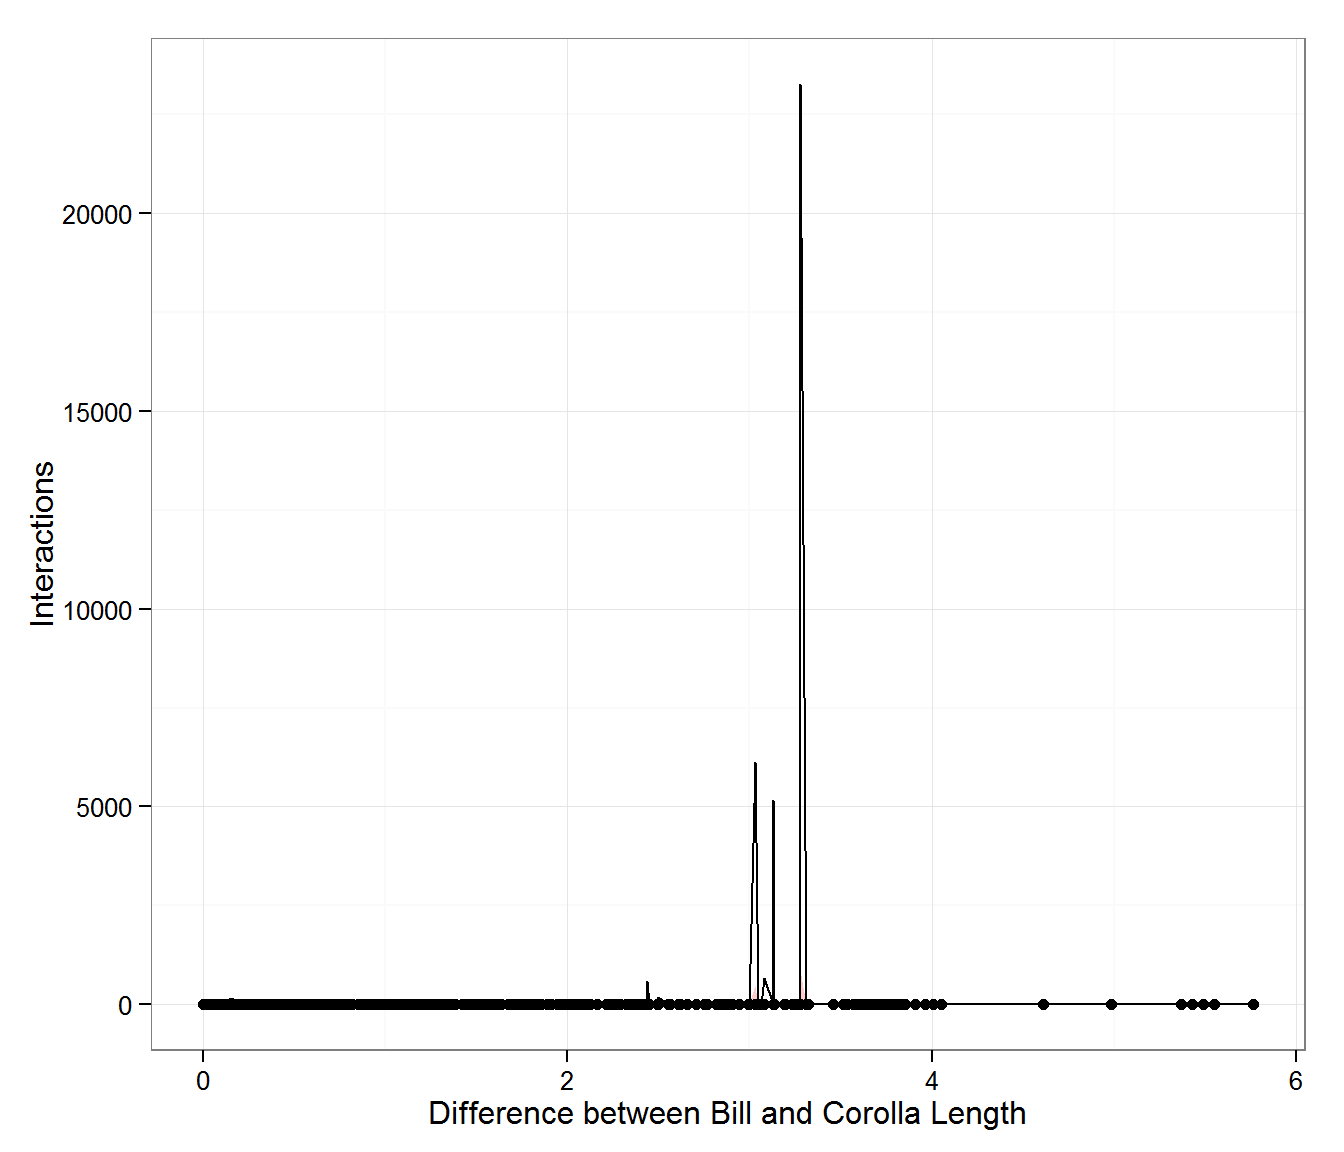 Interactions
20000
15000
10000
5000
0
0 2 4 6
Difference between Bill and Corolla Length